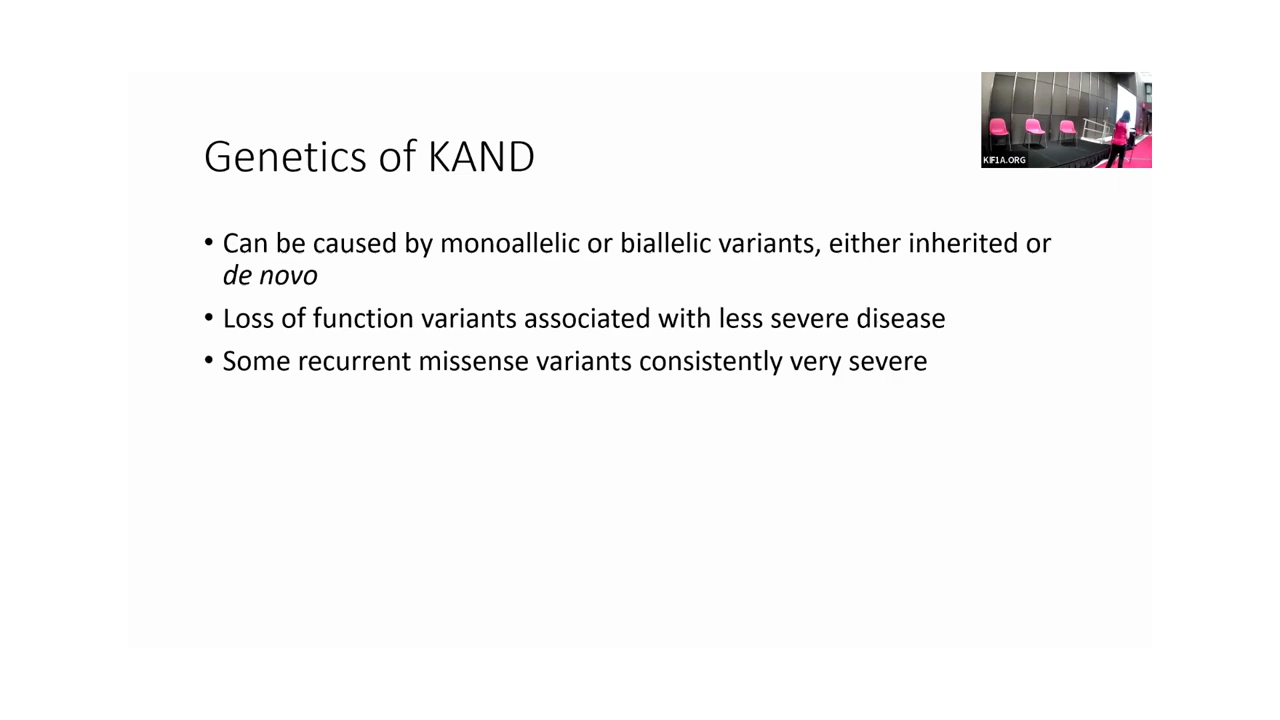 KIF1A.ORG
Genetics of KAND
• Can be caused by monoallelic or biallelic variants, either inherited or
de novo
• Loss of function variants associated with less severe disease
• Some recurrent missense variants consistently very severe